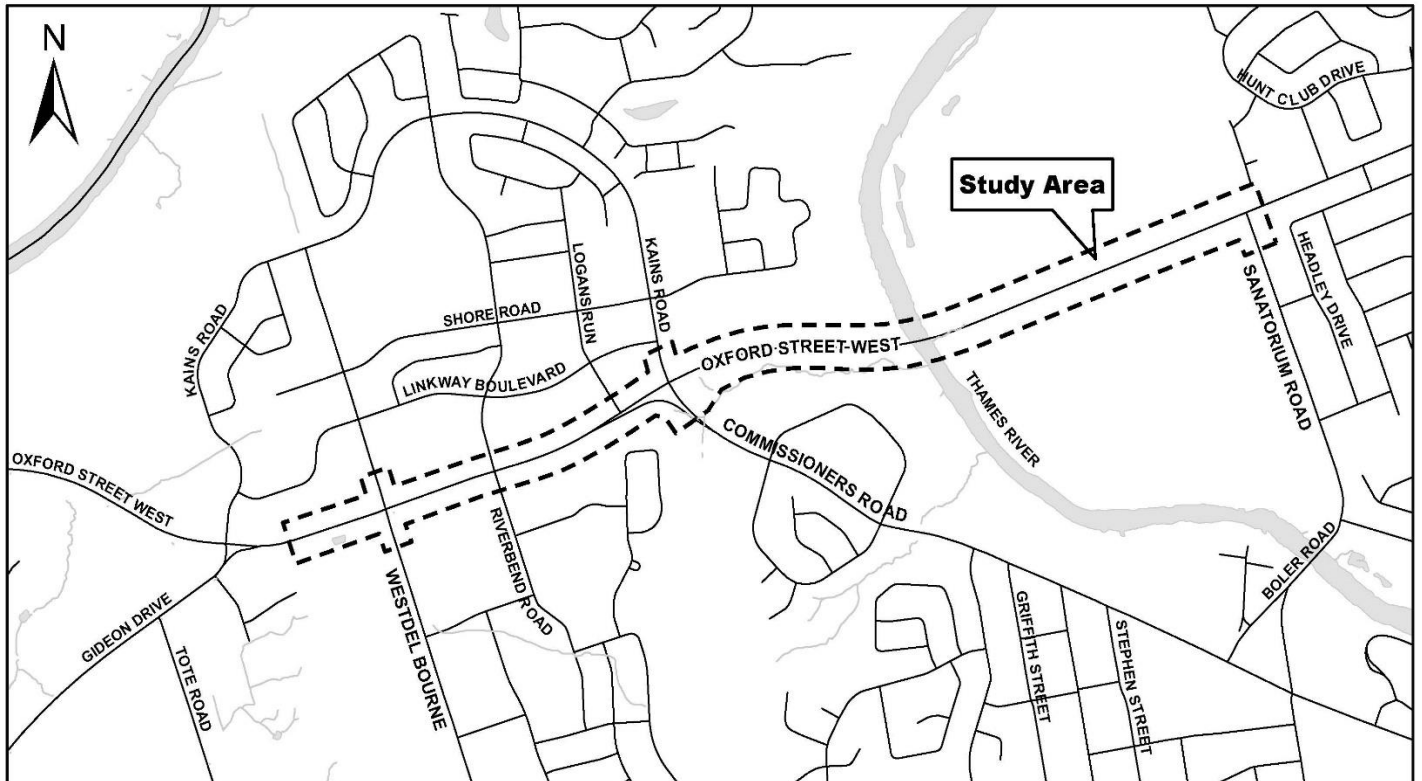 N
HUNT CLUB DRIVE
Study Area
KAINS ROAD
LOGANS RUN
HEADLEY DRIVE
SANATORIUM ROAD
SHORE ROAD
KAINS ROAD
OXFORD STREET WEST
LINKWAY BOULEVARD
THAMES RIVER
COMMISSIONERS ROAD
OXFORD STREET WEST
RIVERBEND ROAD
BOLER ROAD
WESTDEL BOURNE
GIDEON DRIVE
TOTE ROAD
GRIFFITH STREET
STEPHEN STREET